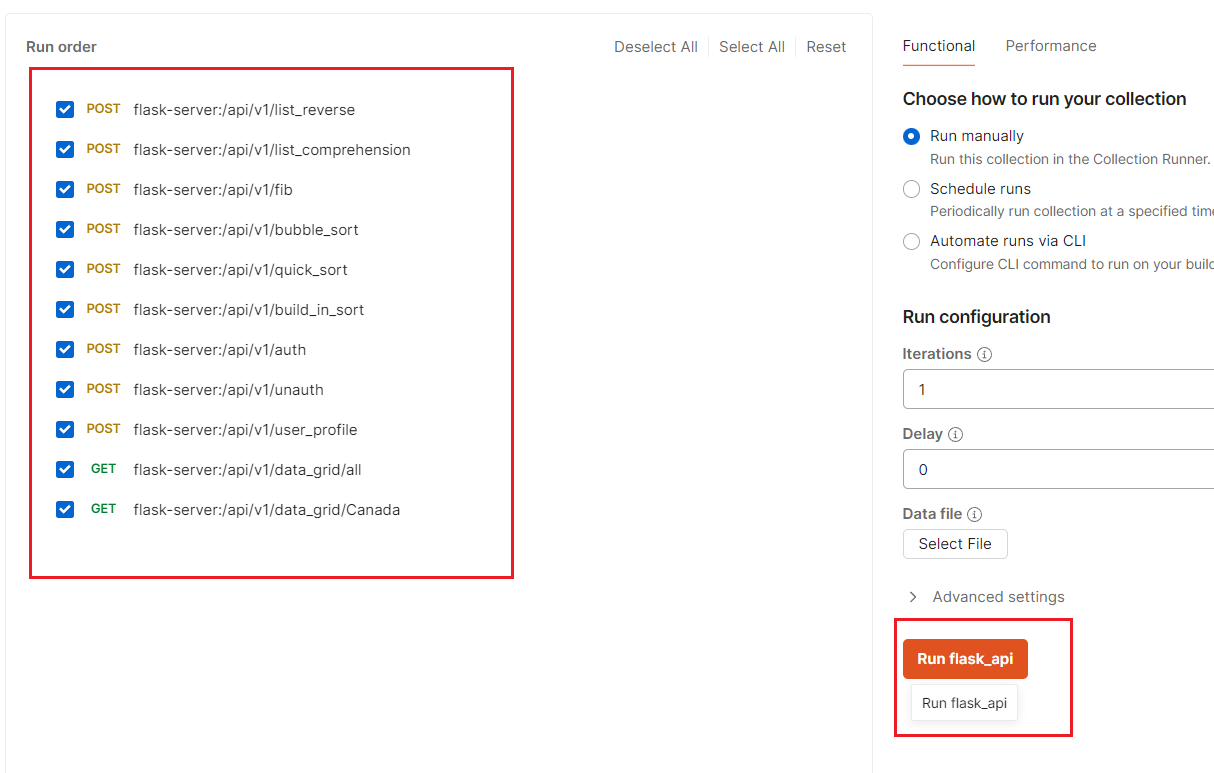 Run order
Deselect All
Select All
Reset
POST flask-server:/api/v1/list_reverse
POST flask-server:/api/v1/list_comprehension
POST flask-server:/api/v1/fib
POST flask-server:/api/v1/bubble_sort
POST flask-server:/api/v1/quick_sort
POST flask-server:/api/v1/build_in_sort
POST flask-server:/api/v1/auth
POST flask-server:/api/v1/unauth
POST flask-server:/api/v1/user_profile
GET flask-server:/api/v1/data_grid/all
GET flask-server:/api/v1/data_grid/Canada
Functional
Performance
Choose how to run your collection
Run manually
Run this collection in the Collection Runner.
Schedule runs
Periodically run collection at a specified time
Automate runs via CLI
Configure CLI command to run on your build
Run configuration
Iterations
1
Delay
0
Data file
Select File
Advanced settings
Run flask_api
Run flask_api